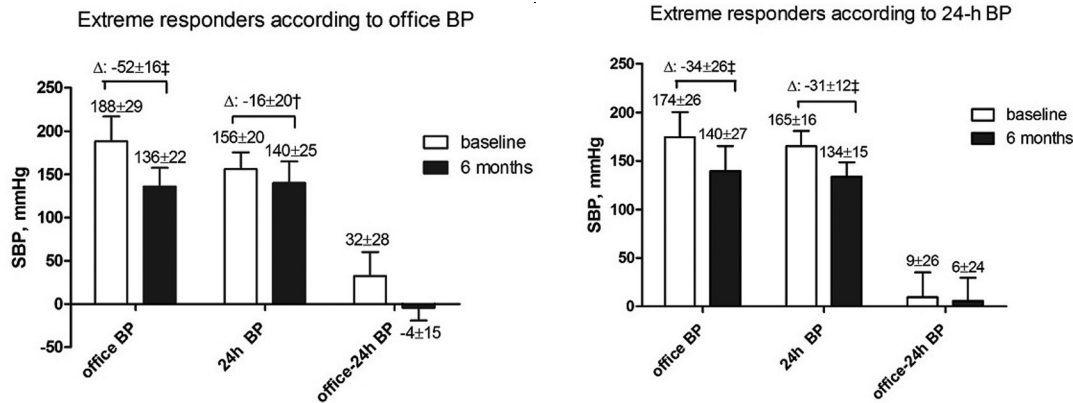 Extreme responders according to office BP
Δ: -52±16‡
188±29
136±22
Δ: -16±20†
156±20
140±25
32±28
-4±15
baseline
6 months
SBP, mmHg
250
200
150
100
50
0
-50
office BP
24h BP
office-24h BP
Extreme responders according to 24-h BP
Δ: -34±26‡
174±26
140±27
Δ: -31±12‡
165±16
134±15
9±26
6±24
baseline
6 months
SBP, mmHg
250
200
150
100
50
0
office BP
24h BP
office-24h BP